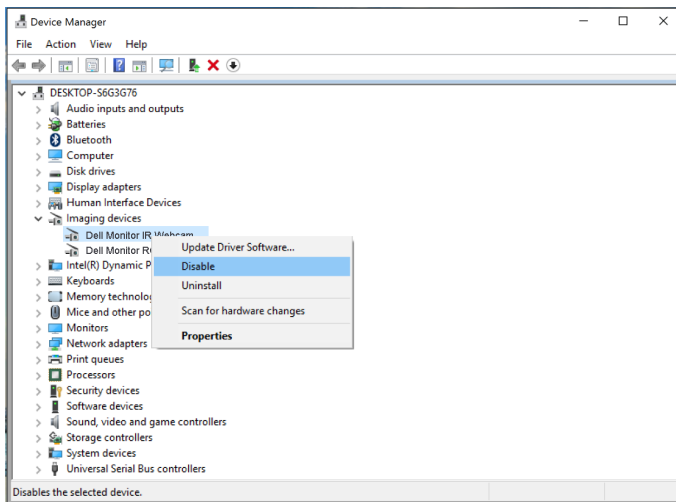 Device Manager
File Action View Help
DESKTOP-S6G3G76
Audio inputs and outputs
Batteries
Bluetooth
Computer
Disk drives
Display adapters
Human Interface Devices
Imaging devices
Dell Monitor IR Webcam
Dell Monitor
Intel(R) Dynamic P
Keyboards
Memory technolo
Mice and other po
Monitors
Network adapters
Print queues
Processors
Security devices
Software devices
Sound, video and game controllers
Storage controllers
System devices
Universal Serial Bus controllers
Update Driver Software...
Disable
Uninstall
Scan for hardware changes
Properties
Disables the selected device.